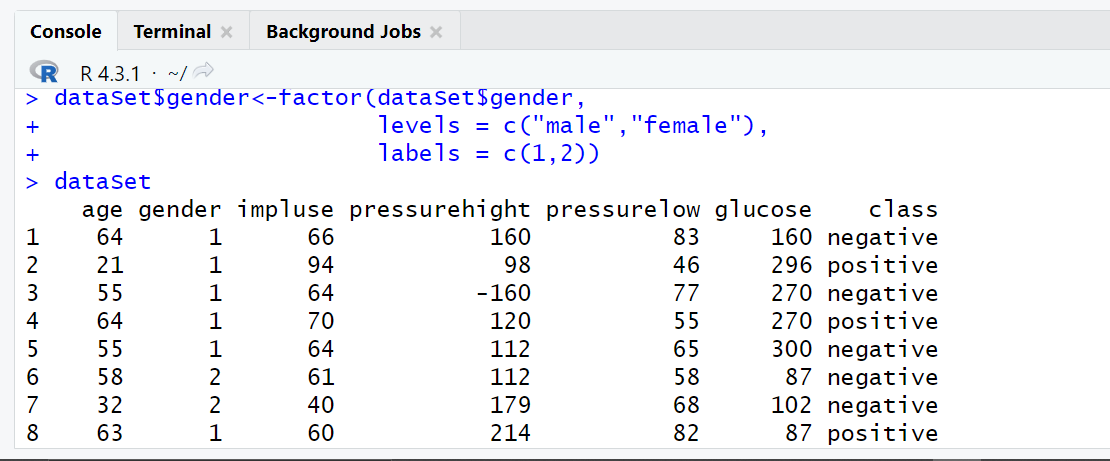 Console Terminal × Background Jobs ×
R R 4.3.1 · ~/
> dataSet$gender<-factor(dataSet$gender,
+ levels = c("male","female"),
+ labels = c(1,2))
> dataSet
age gender impluse pressurehight pressurelow glucose class
1 64 1 66 160 83 160 negative
2 21 1 94 98 46 296 positive
3 55 1 64 -160 77 270 negative
4 64 1 70 120 55 270 positive
5 55 1 64 112 65 300 negative
6 58 2 61 112 58 87 negative
7 32 2 40 179 68 102 negative
8 63 1 60 214 82 87 positive